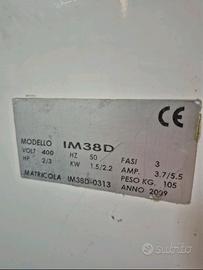 CE
MODELLO IM38D
VOLT 400 HZ 50 FASI 3
HP 2/3 KW 1.5/2.2 AMP. 3.7/5.5
PESO KG. 105
MATRICOLA IM38D-0313 ANNO 2009
subito